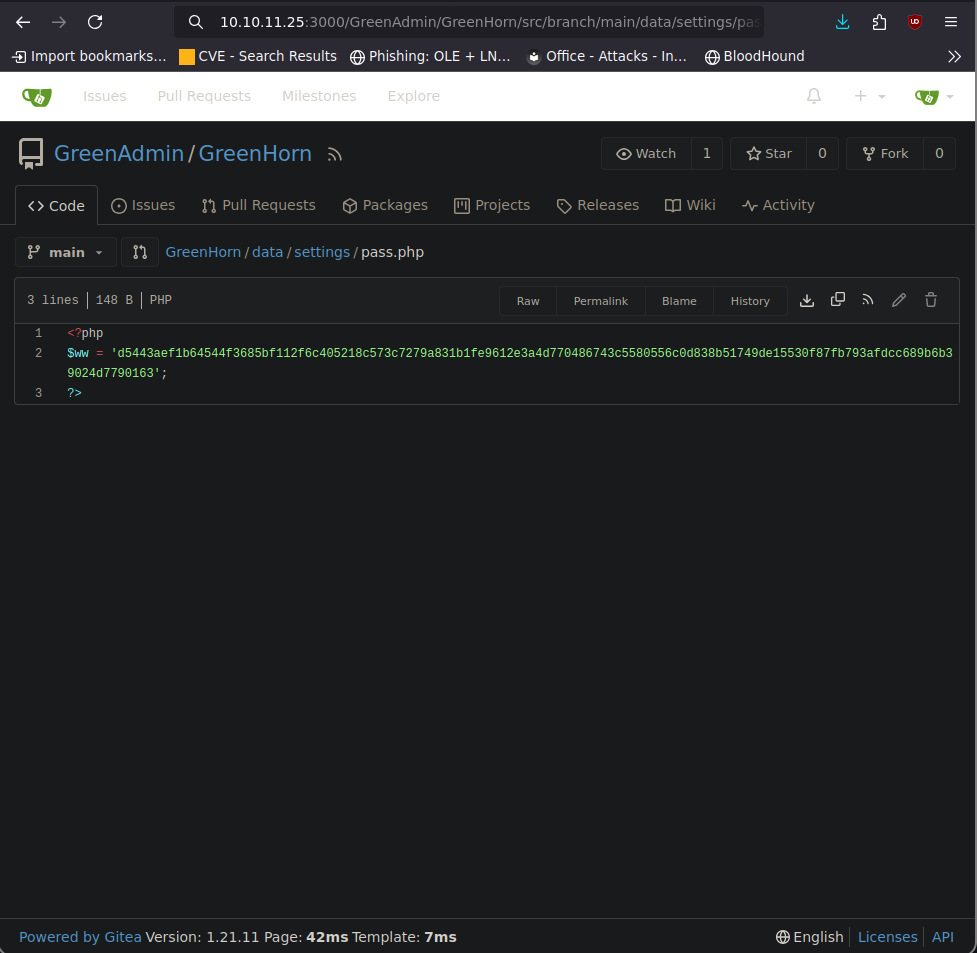 10.10.11.25:3000/GreenAdmin/GreenHorn/src/branch/main/data/settings/pas
Import bookmarks... CVE - Search Results Phishing: OLE + LN... Office - Attacks - In... BloodHound
Issues Pull Requests Milestones Explore
GreenAdmin/GreenHorn Watch 1 Star 0 Fork 0
Code Issues Pull Requests Packages Projects Releases Wiki Activity
main GreenHorn/data/settings/pass.php
3 lines 148 B PHP Raw Permalink Blame History
1 <?php
2 $ww = 'd5443aef1b64544f3685bf112f6c405218c573c7279a831b1fe9612e3a4d770486743c5580556c0d838b51749de15530f87fb793afdcc689b6b3
9024d7790163';
3 ?>
Powered by Gitea Version: 1.21.11 Page: 42ms Template: 7ms English Licenses API